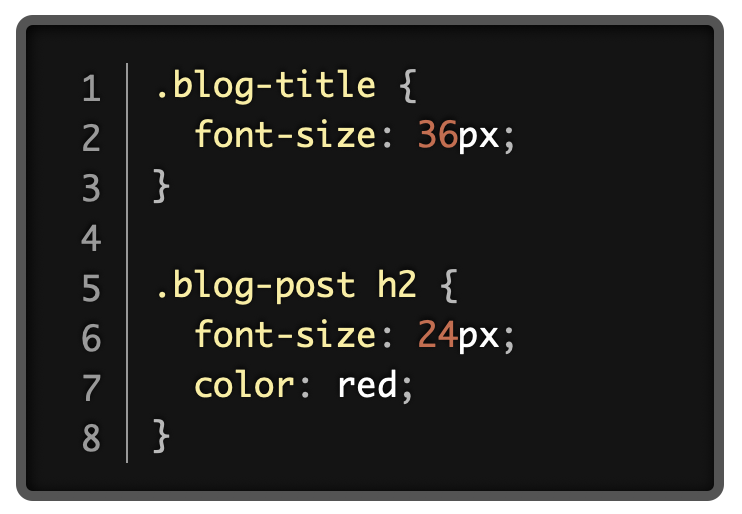 1 .blog-title {
2   font-size: 36px;
3 }
4
5 .blog-post h2 {
6   font-size: 24px;
7   color: red;
8 }